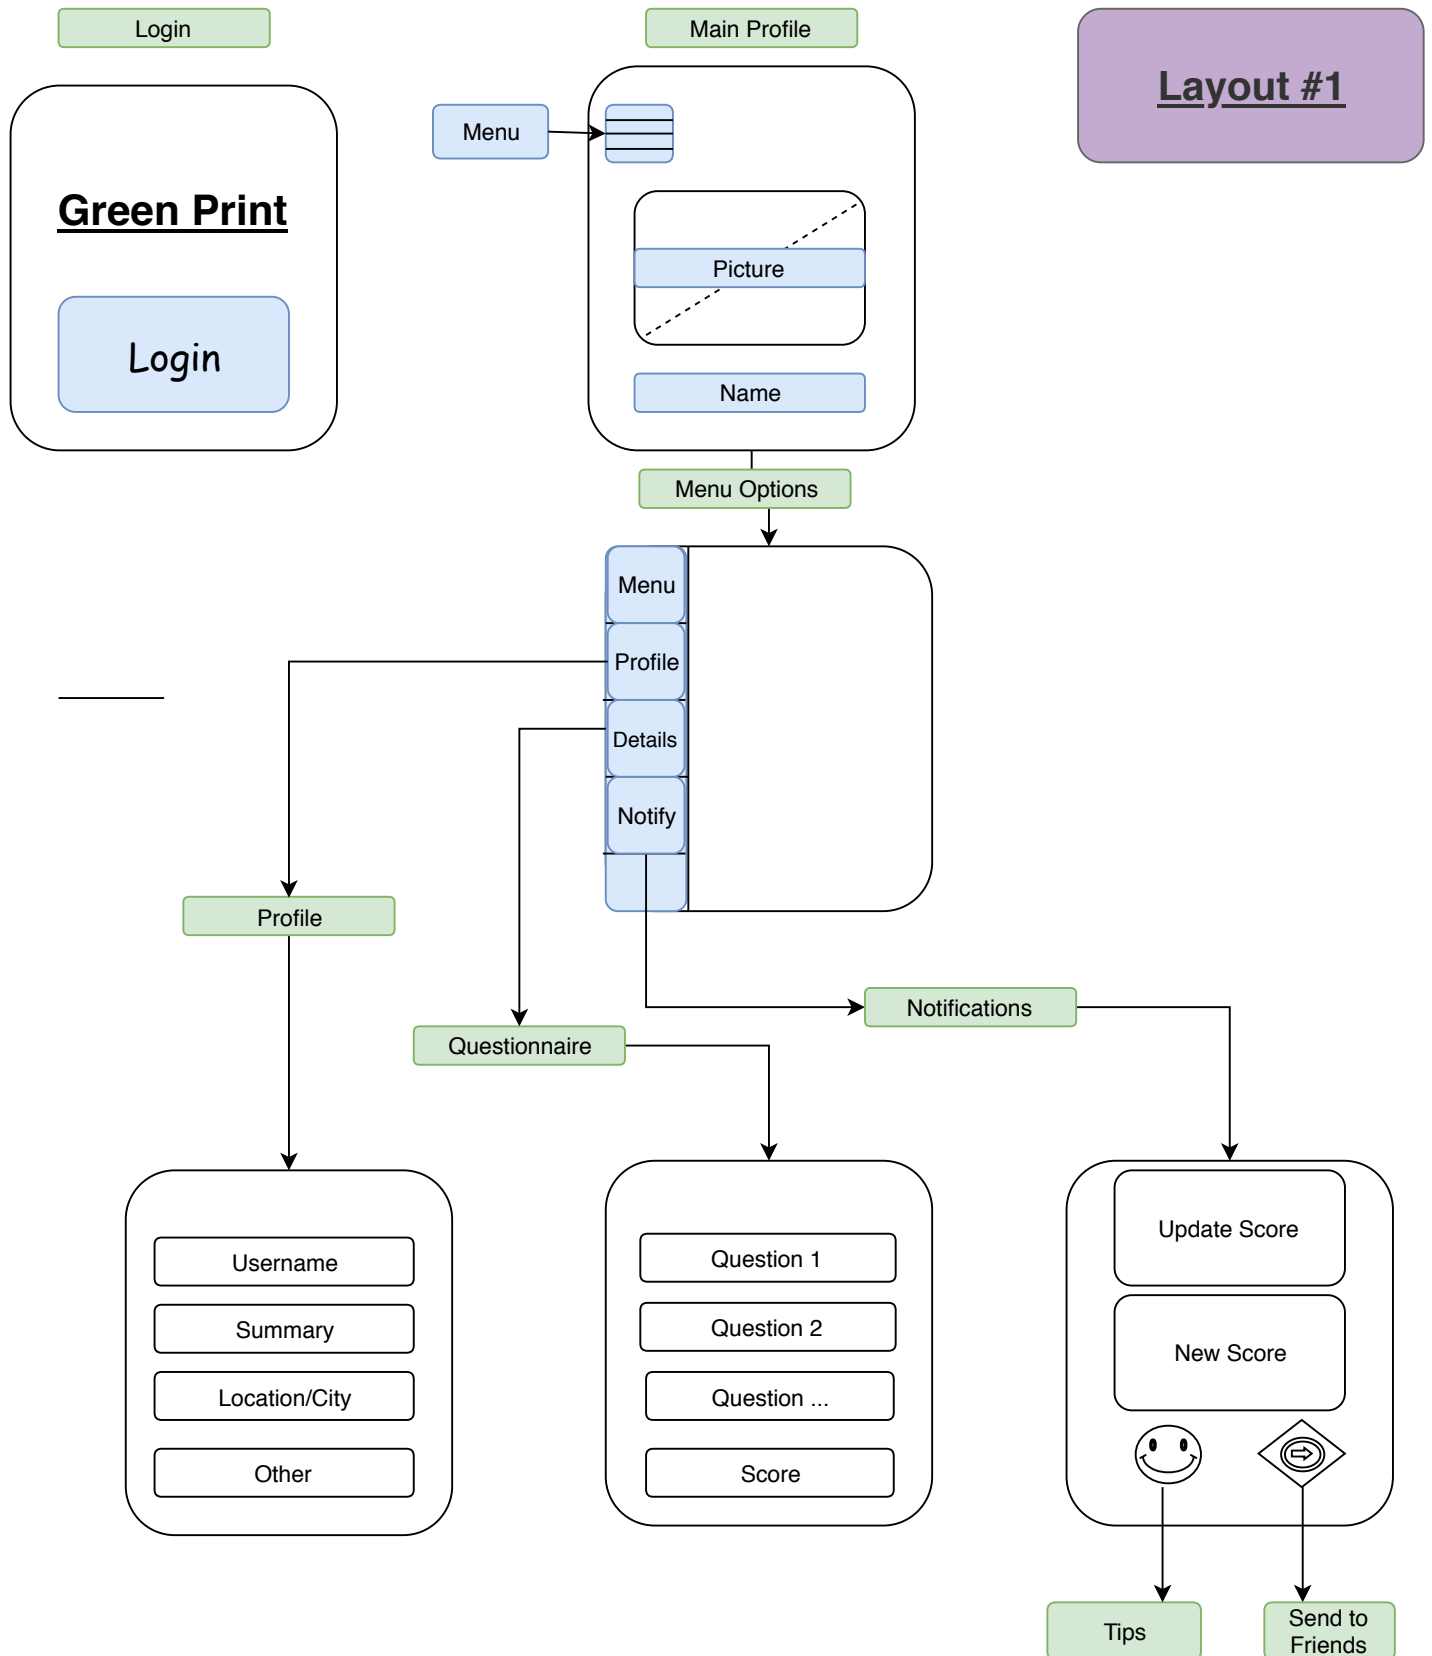 Login
Main Profile
Layout #1
Menu
Green Print
Picture
Login
Name
Menu Options
Menu
Profile
Details
Notify
Profile
Notifications
Questionnaire
Username
Summary
Location/City
Other
Question 1
Question 2
Question ...
Score
Update Score
New Score
Tips
Send to
Friends